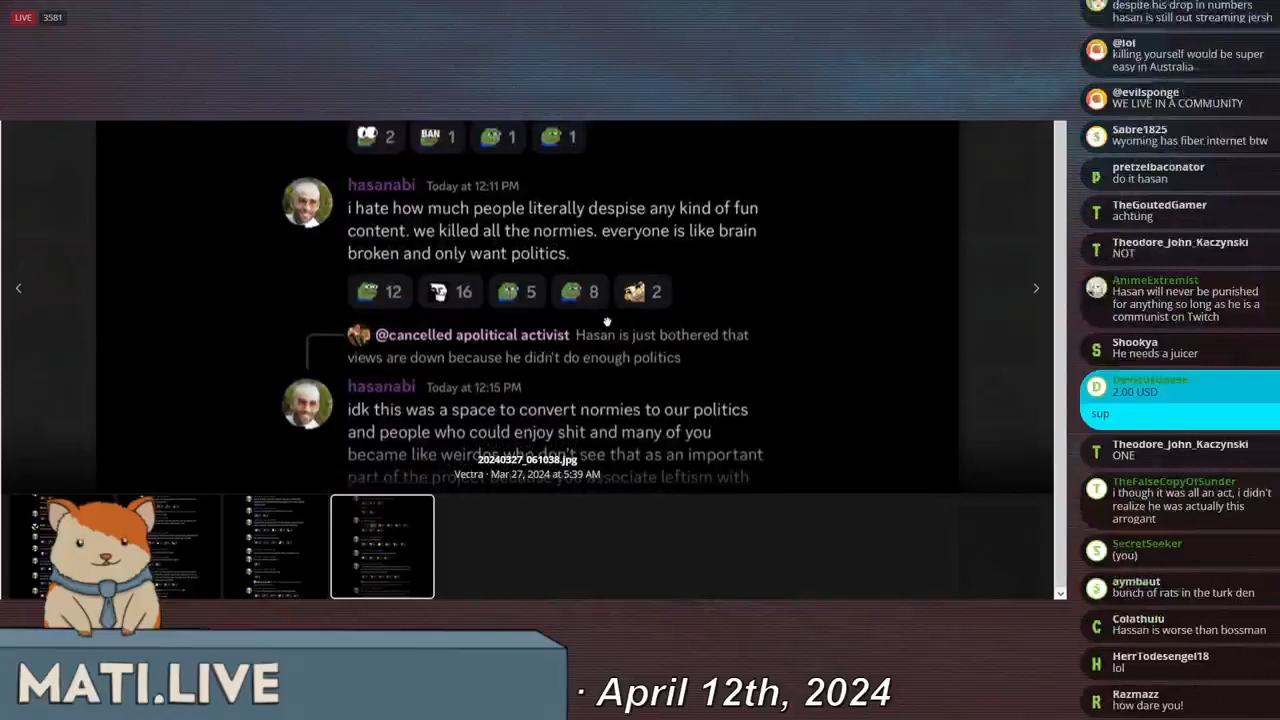 LIVE 3581
2 BAN 1 1 1
hasanabi Today at 12:11 PM
i hate how much people literally despise any kind of fun
content. we killed all the normies. everyone is like brain
broken and only want politics.
12 16 5 8 2
@cancelled apolitical activist Hasan is just bothered that
views are down because he didn't do enough politics
hasanabi Today at 12:15 PM
idk this was a space to convert normies to our politics
and people who could enjoy shit and many of you
became like weirdos who don't see that as an important
part of the project because you associate leftism with
20240327_061038.jpg
Vectra · Mar 27, 2024 at 5:39 AM
MATI.LIVE
· April 12th, 2024
despite his drop in numbers
hasan is still out streaming jersh
@lol
killing yourself would be super
easy in Australia
@evilsponge
WE LIVE IN A COMMUNITY
Sabre1825
wyoming has fiber internet btw
pretzelbaconator
do it hasan
TheGoutedGamer
achtung
Theodore_John_Kaczynski
NOT
AnimeExtremist
Hasan will never be punished
for anything so long as he is a
communist on Twitch
Shookya
He needs a juicer
2.00 USD
sup
Theodore_John_Kaczynski
ONE
TheFalseCopyOfSunder
i though it was all an act, i didn't
realize he was actually this
arrogant
SecretSeeker
(you)
aymbaut
bunch of rats in the turk den
Colathulu
Hassan is worse than bossman
HerrTodesengel18
lol
Razmazz
how dare you!